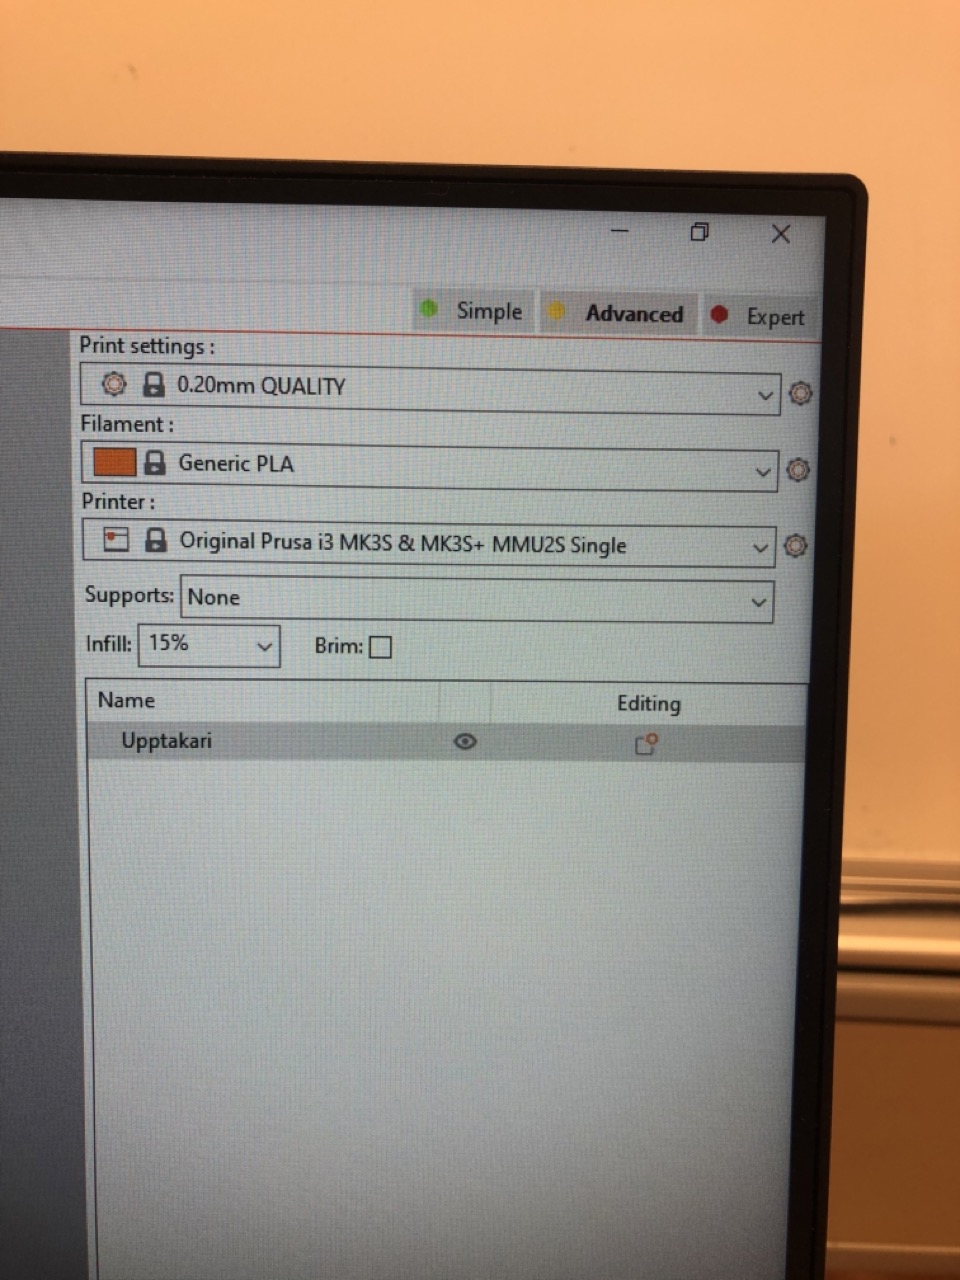 Simple Advanced Expert
Print settings :
0.20mm QUALITY
Filament :
Generic PLA
Printer :
Original Prusa i3 MK3S & MK3S+ MMU2S Single
Supports: None
Infill: 15% Brim:
Name Editing
Upptakari